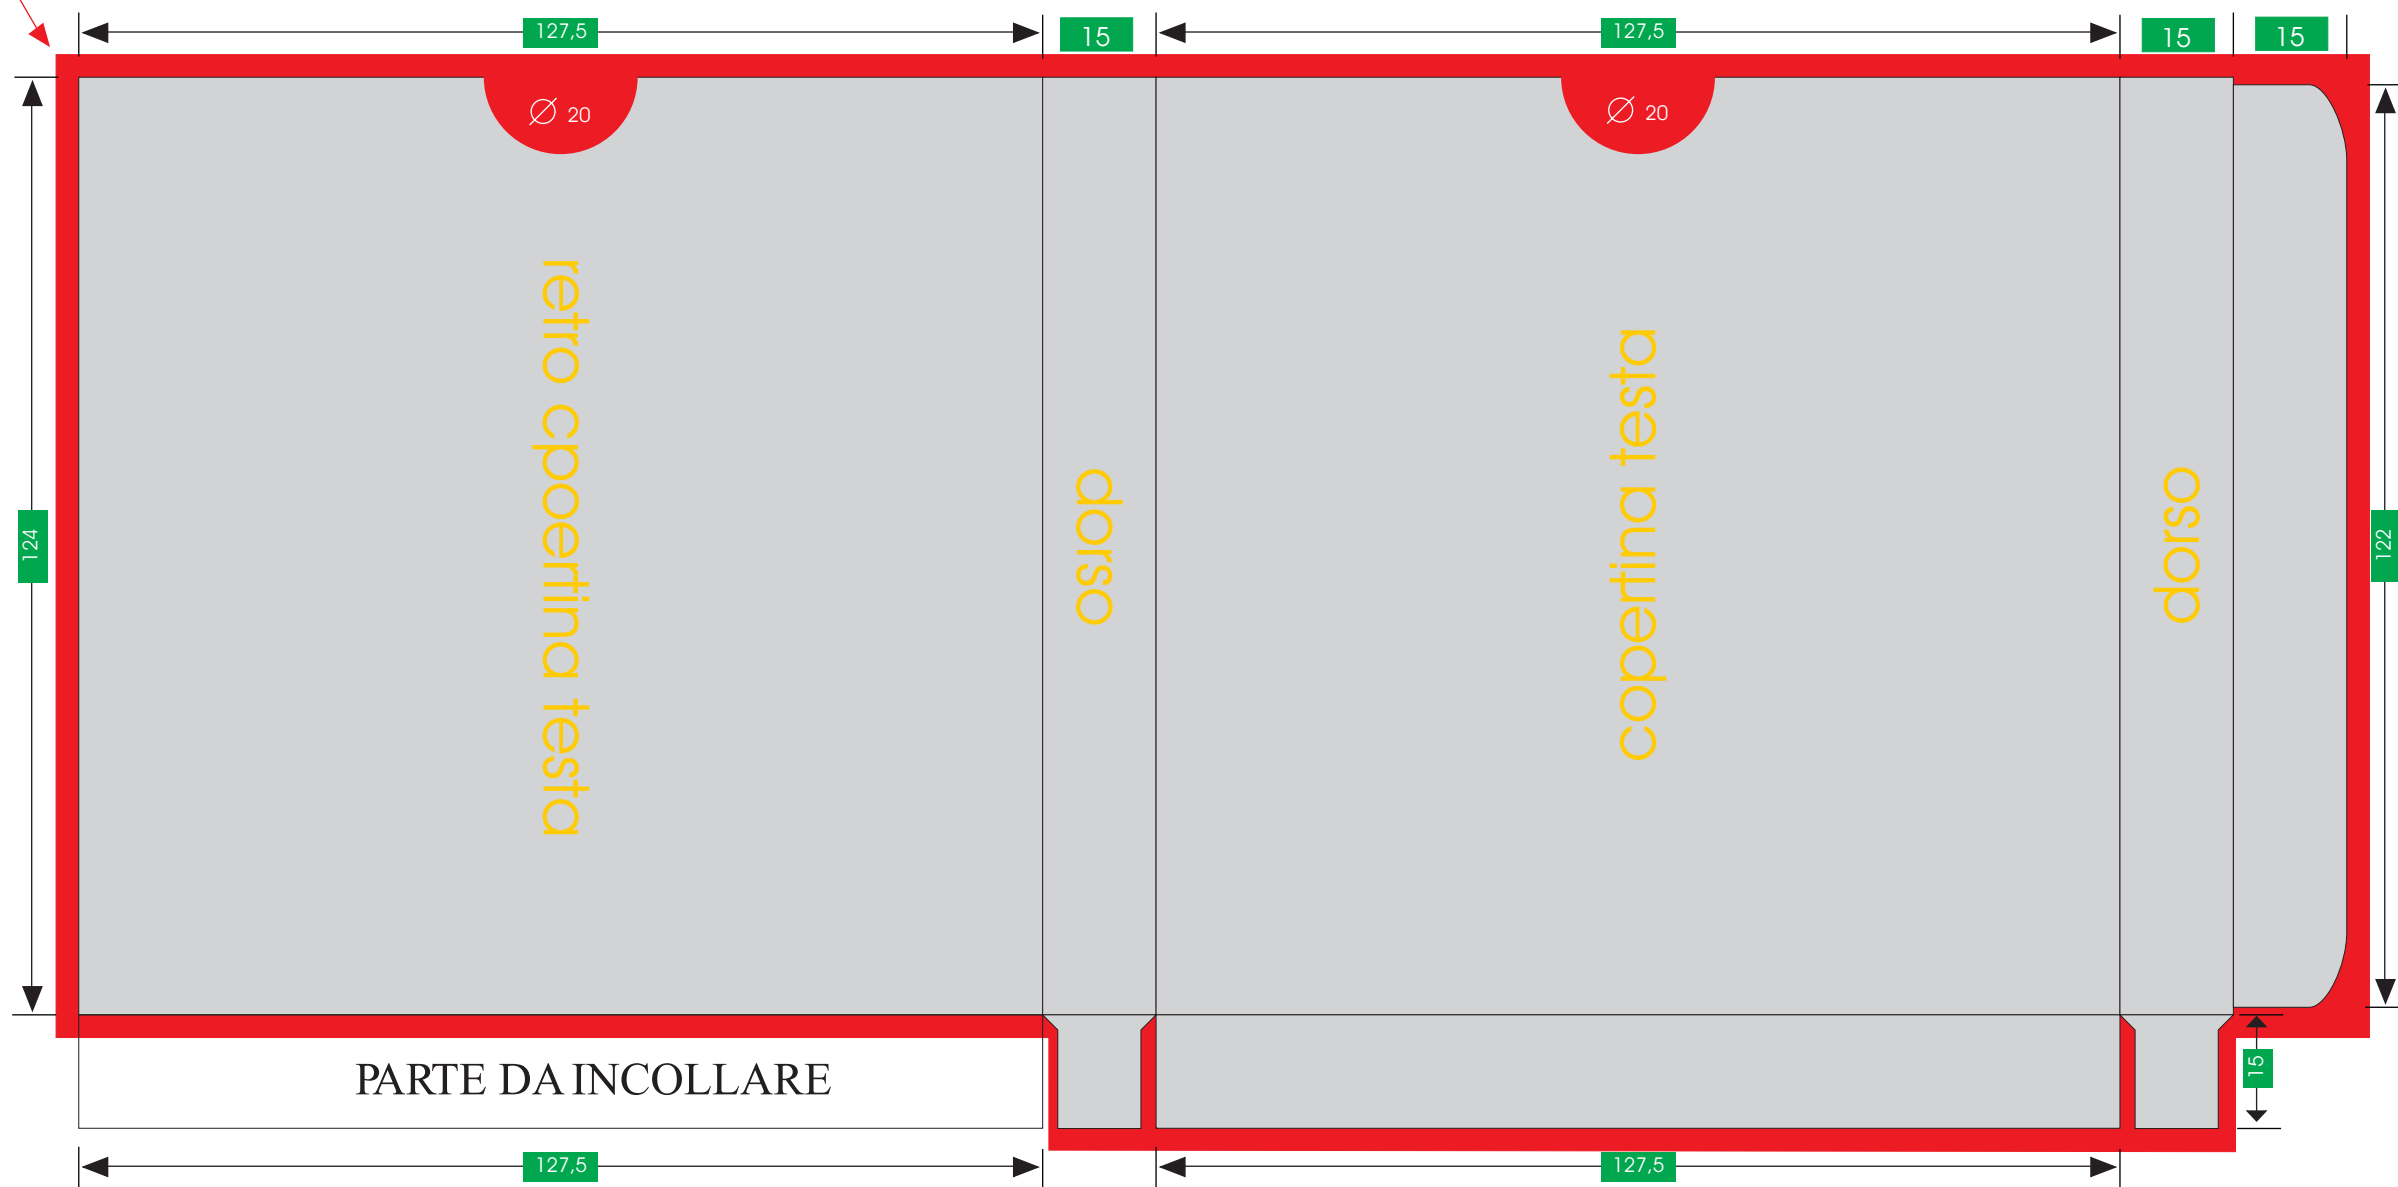 127,5
15
127,5
15
15
Ø 20
Ø 20
124
retro cpoertina testa
dorso
copertina testa
dorso
122
PARTE DA INCOLLARE
15
127,5
127,5